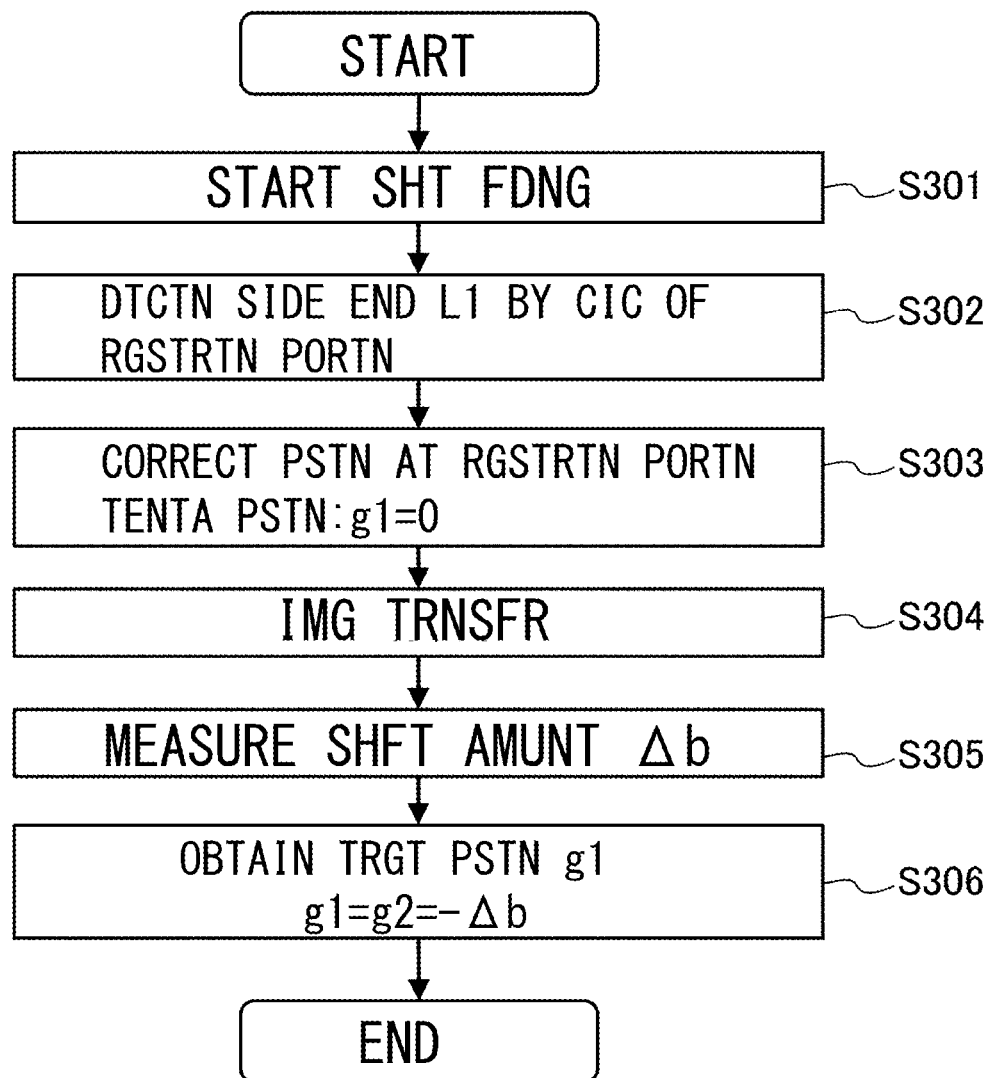 START
START SHT FDNG
S301
DTCTN SIDE END L1 BY CIC OF
RGSTRTN PORTN
S302
CORRECT PSTN AT RGSTRTN PORTN
TENTA PSTN:g1=0
S303
IMG TRNSFR
S304
MEASURE SHFT AMUNT Δb
S305
OBTAIN TRGT PSTN g1
g1=g2=-Δb
S306
END